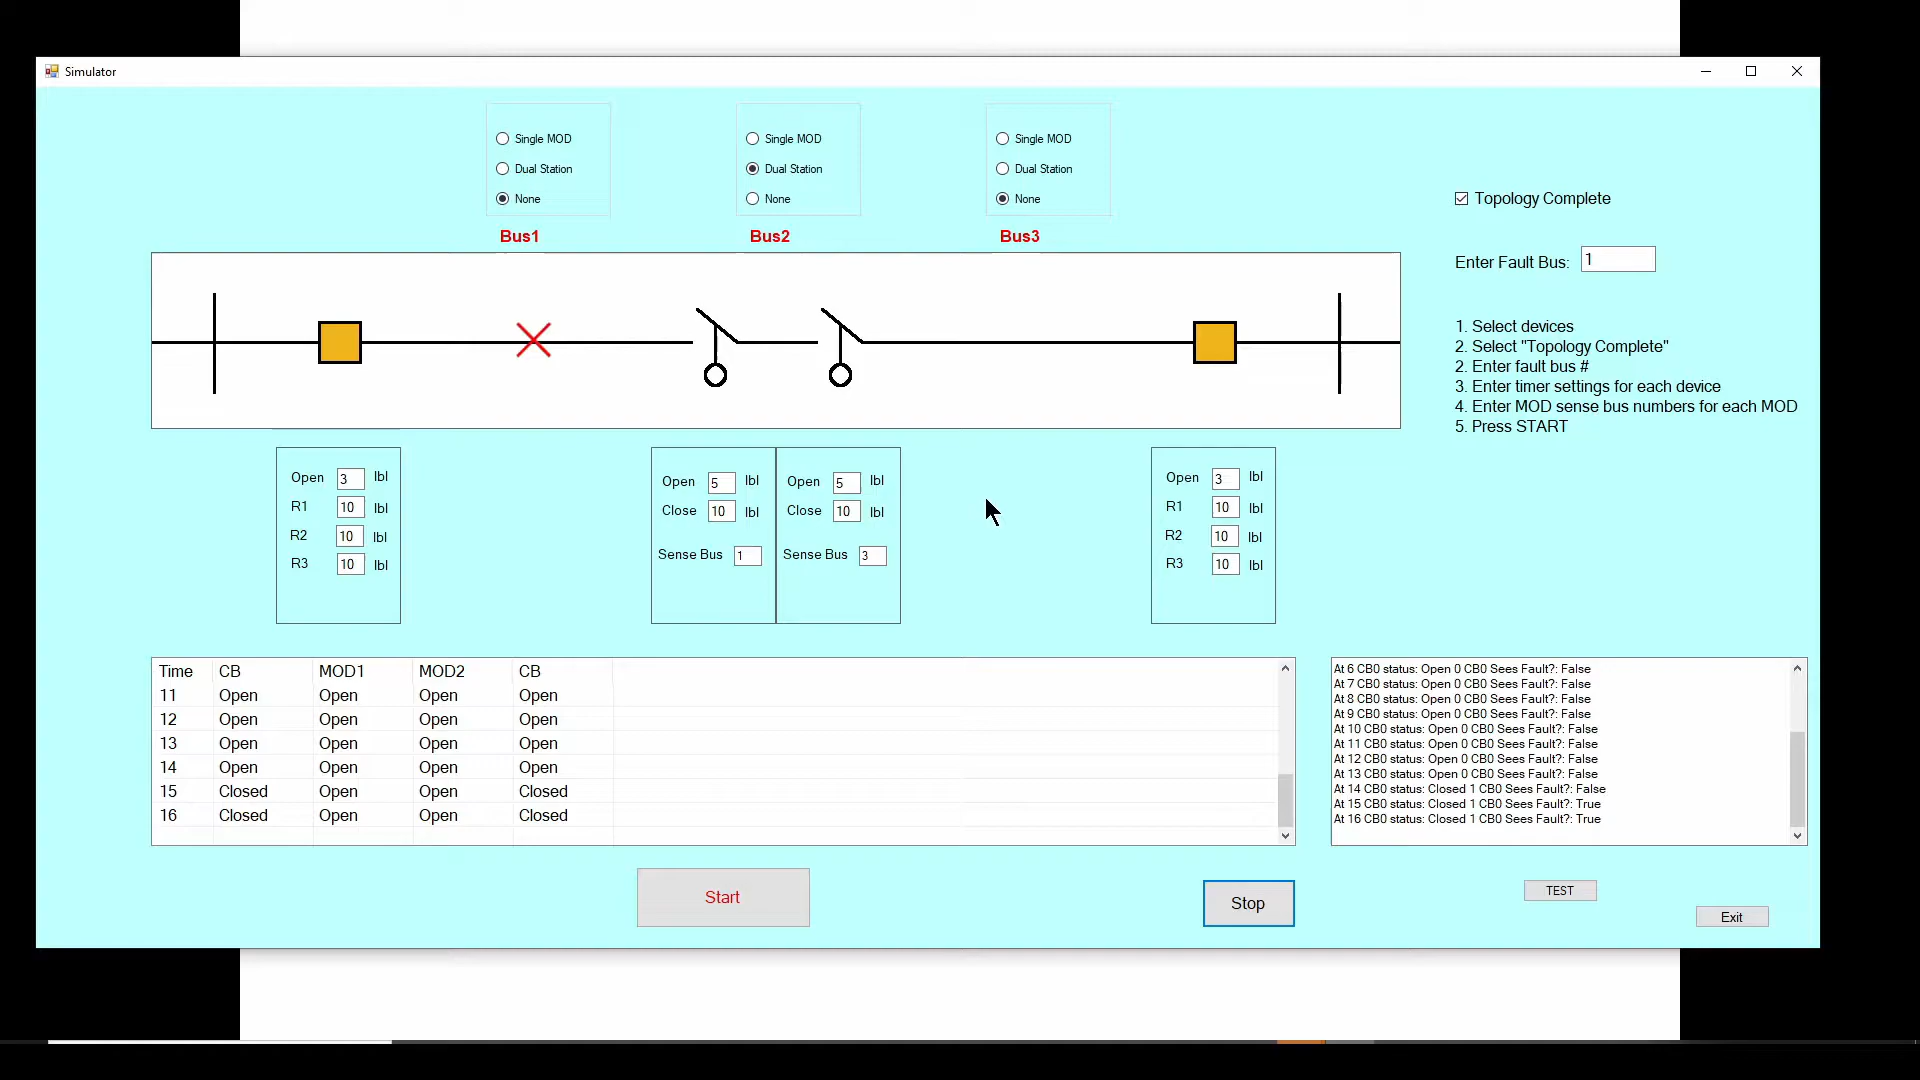 Simulator
Single MOD
Dual Station
None
Single MOD
Dual Station
None
Single MOD
Dual Station
None
Bus1
Bus2
Bus3
Topology Complete
Enter Fault Bus: 1
1. Select devices
2. Select "Topology Complete"
2. Enter fault bus #
3. Enter timer settings for each device
4. Enter MOD sense bus numbers for each MOD
5. Press START
Open 3 lbl
R1 10 lbl
R2 10 lbl
R3 10 lbl
Open 5 lbl
Close 10 lbl
Sense Bus 1
Open 5 lbl
Close 10 lbl
Sense Bus 3
Open 3 lbl
R1 10 lbl
R2 10 lbl
R3 10 lbl
Time CB MOD1 MOD2 CB
11 Open Open Open Open
12 Open Open Open Open
13 Open Open Open Open
14 Open Open Open Open
15 Closed Open Open Closed
16 Closed Open Open Closed
At 6 CB0 status: Open 0 CB0 Sees Fault?: False
At 7 CB0 status: Open 0 CB0 Sees Fault?: False
At 8 CB0 status: Open 0 CB0 Sees Fault?: False
At 9 CB0 status: Open 0 CB0 Sees Fault?: False
At 10 CB0 status: Open 0 CB0 Sees Fault?: False
At 11 CB0 status: Open 0 CB0 Sees Fault?: False
At 12 CB0 status: Open 0 CB0 Sees Fault?: False
At 13 CB0 status: Open 0 CB0 Sees Fault?: False
At 14 CB0 status: Closed 1 CB0 Sees Fault?: False
At 15 CB0 status: Closed 1 CB0 Sees Fault?: True
At 16 CB0 status: Closed 1 CB0 Sees Fault?: True
Start
Stop
TEST
Exit